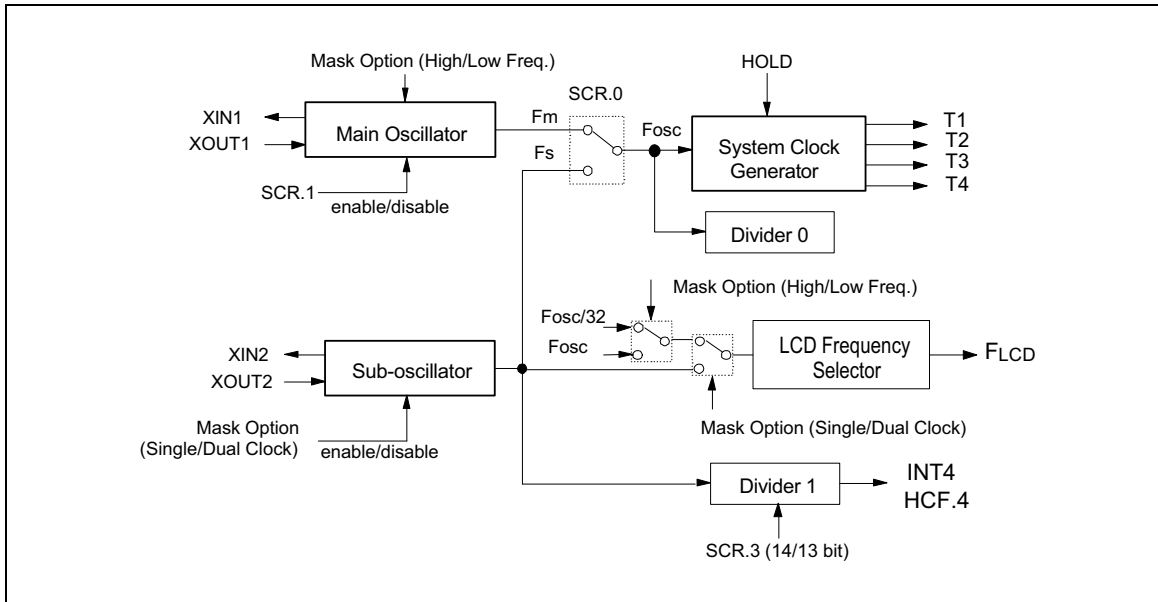 Mask Option (High/Low Freq.)
HOLD
SCR.0
XIN1
XOUT1
Main Oscillator
Fm
Fs
Fosc
System Clock
Generator
T1
T2
T3
T4
SCR.1
enable/disable
Divider 0
Mask Option (High/Low Freq.)
Fosc/32
Fosc
XIN2
XOUT2
Sub-oscillator
LCD Frequency
Selector
FLCD
Mask Option
(Single/Dual Clock)
enable/disable
Mask Option (Single/Dual Clock)
Divider 1
INT4
HCF.4
SCR.3 (14/13 bit)